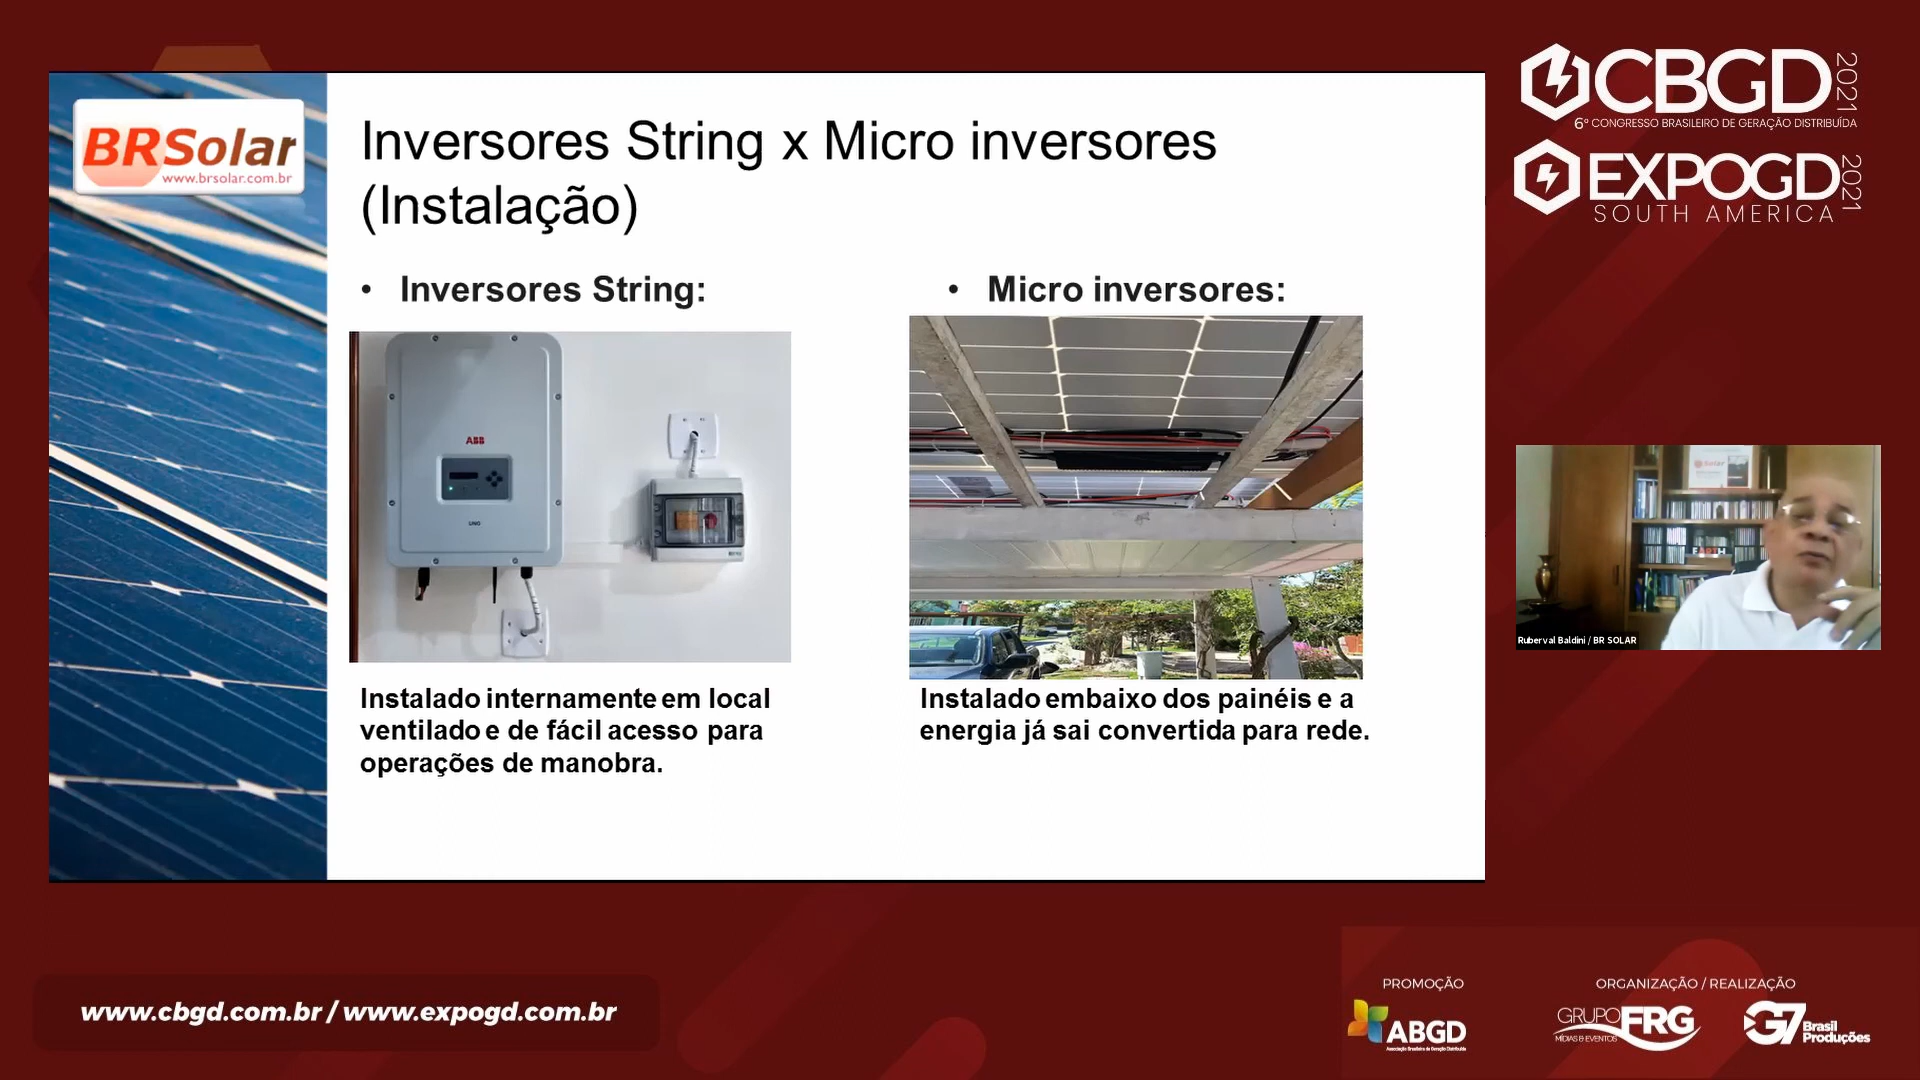 BRSolar
www.brsolar.com.br
Inversores String x Micro inversores
(Instalação)
• Inversores String:
ABB
UNO
Instalado internamente em local
ventilado e de fácil acesso para
operações de manobra.
• Micro inversores:
Instalado embaixo dos painéis e a
energia já sai convertida para rede.
CBGD 2021
6º CONGRESSO BRASILEIRO DE GERAÇÃO DISTRIBUÍDA
EXPOGD 2021
SOUTH AMERICA
Ruberval Baldini / BR SOLAR
www.cbgd.com.br / www.expogd.com.br
PROMOÇÃO
ABGD
Associação Brasileira de Geração Distribuída
ORGANIZAÇÃO / REALIZAÇÃO
GRUPO FRG
MÍDIAS & EVENTOS
G7 Brasil
Produções